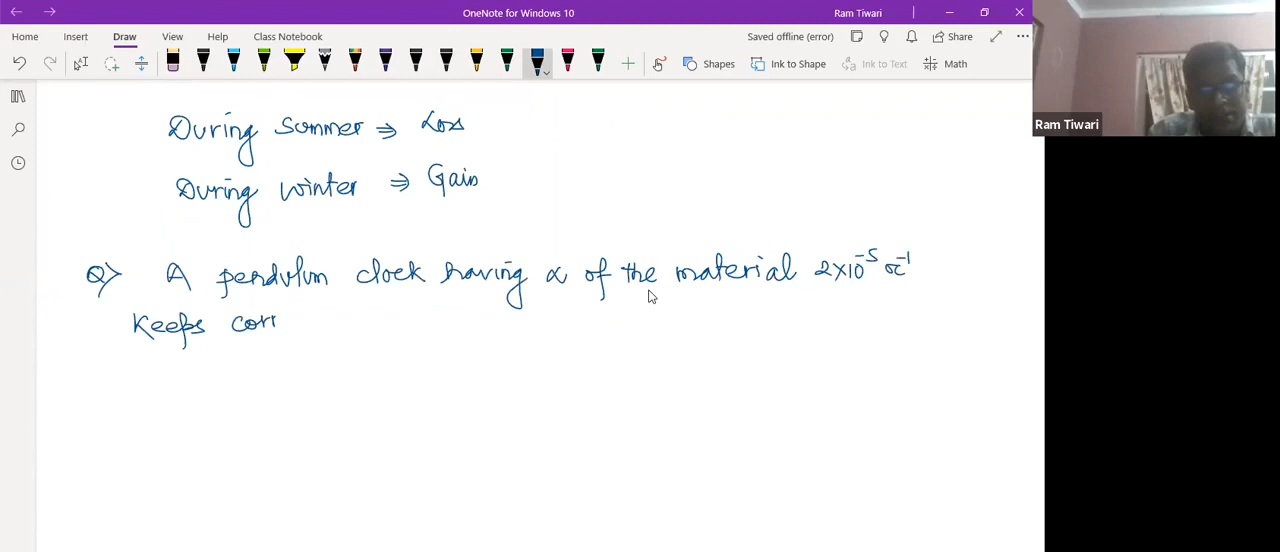 OneNote for Windows 10
Ram Tiwari
Home Insert Draw View Help Class Notebook
Saved offline (error) Share
Shapes Ink to Shape Ink to Text Math
Ram Tiwari
During Summer ⇒ Loss
During winter ⇒ Gain
Q> A pendulum clock having α of the material 2×10⁻⁵ °C⁻¹
Keeps corr